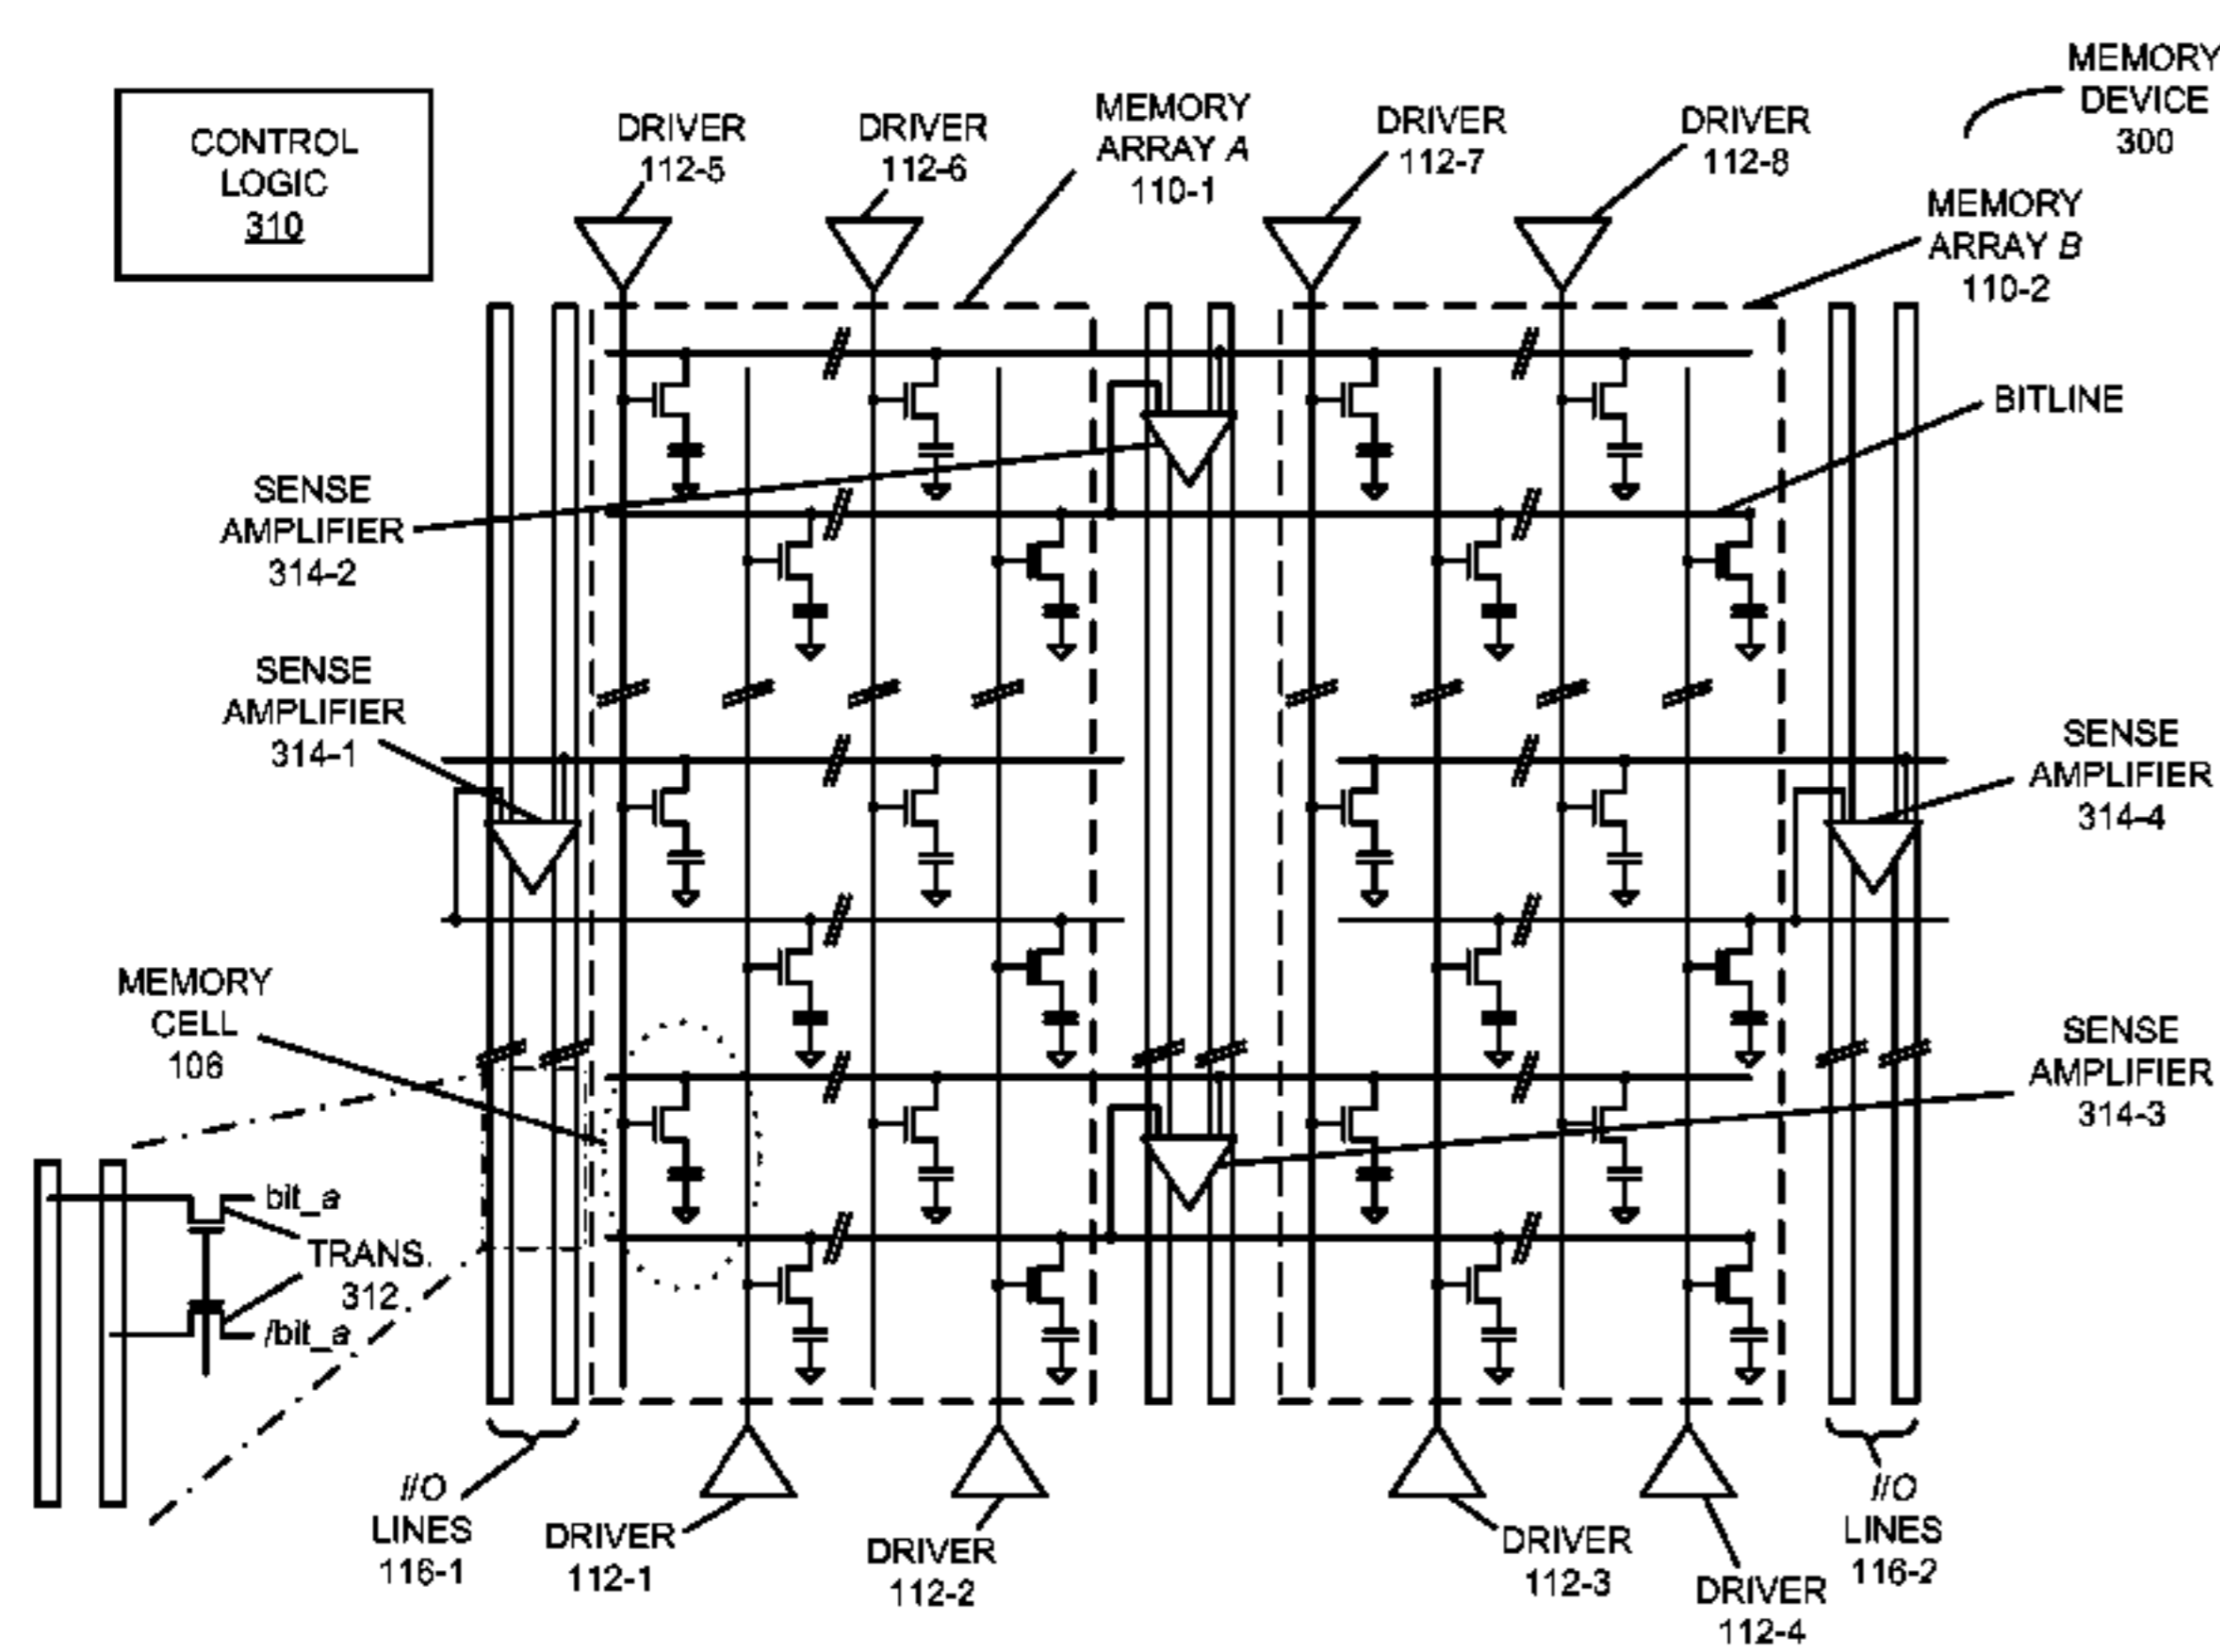 MEMORY
DEVICE
300
CONTROL
LOGIC
310
DRIVER
112-5
DRIVER
112-6
MEMORY
ARRAY A
110-1
DRIVER
112-7
DRIVER
112-8
MEMORY
ARRAY B
110-2
BITLINE
SENSE
AMPLIFIER
314-2
SENSE
AMPLIFIER
314-1
SENSE
AMPLIFIER
314-4
MEMORY
CELL
106
SENSE
AMPLIFIER
314-3
bit_a
TRANS.
312
/bit_a
I/O
LINES
116-1
DRIVER
112-1
DRIVER
112-2
DRIVER
112-3
DRIVER
112-4
I/O
LINES
116-2